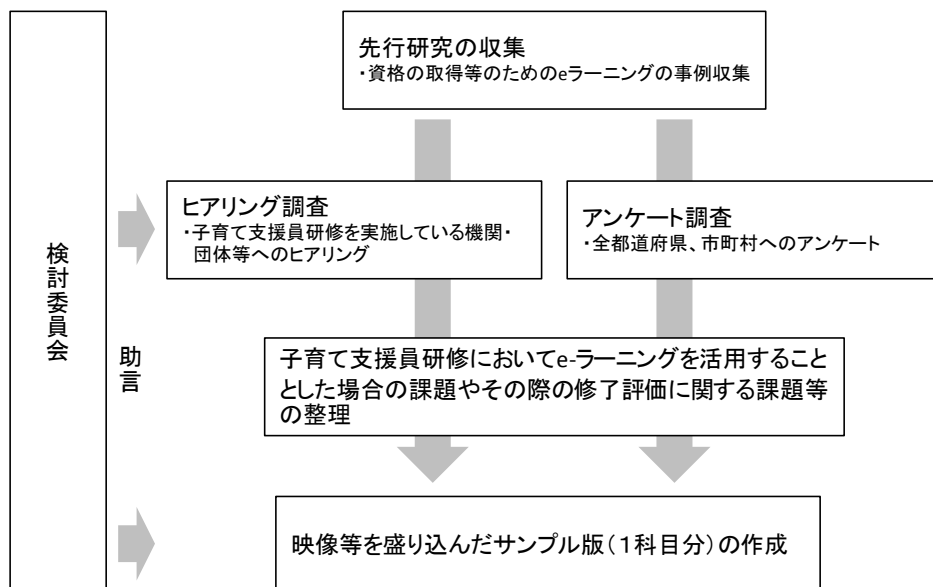 先行研究の収集
・資格の取得等のためのeラーニングの事例収集
ヒアリング調査
・子育て支援員研修を実施している機関・
団体等へのヒアリング
アンケート調査
・全都道府県、市町村へのアンケート
検討委員会
助言
子育て支援員研修においてe-ラーニングを活用すること
とした場合の課題やその際の修了評価に関する課題等
の整理
映像等を盛り込んだサンプル版（１科目分）の作成